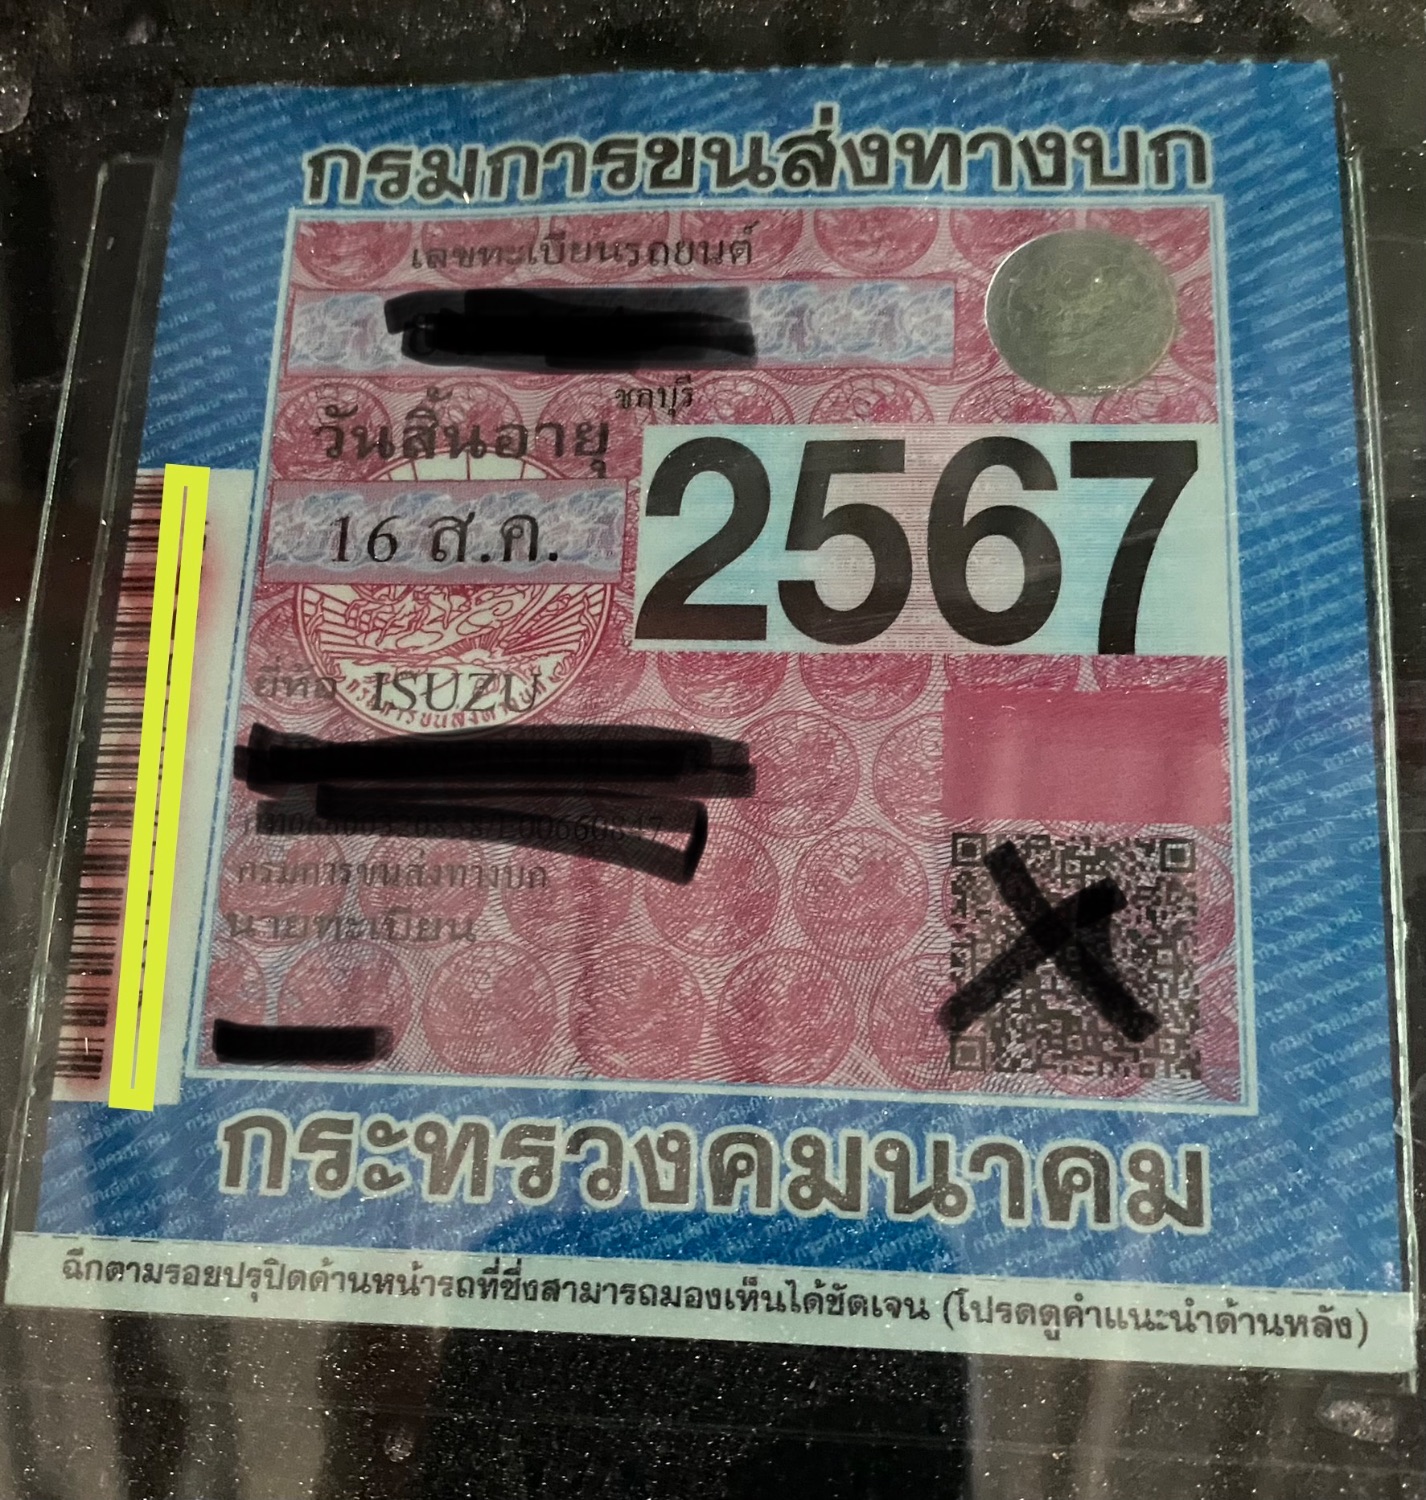 กรมการขนส่งทางบก
เลขทะเบียนรถยนต์
ชลบุรี
วันสิ้นอายุ
16 ส.ค. 2567
ยี่ห้อ ISUZU
กรมการขนส่งทางบก
นายทะเบียน
กระทรวงคมนาคม
ฉีกตามรอยปรุปิดด้านหน้ารถที่ซึ่งสามารถมองเห็นได้ชัดเจน (โปรดดูคำแนะนำด้านหลัง)